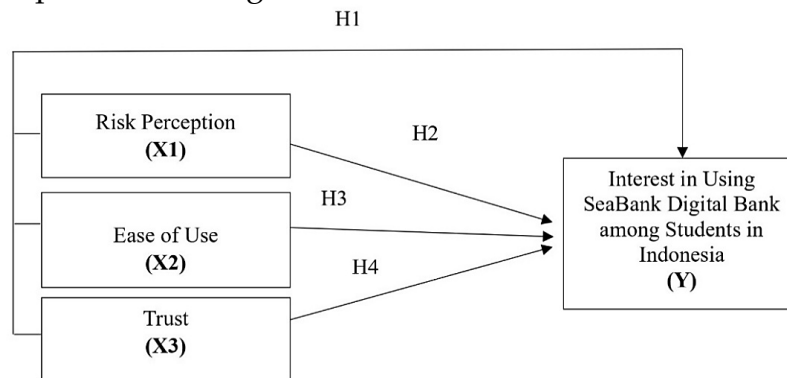 H1
Risk Perception
(X1)
H2
Interest in Using
SeaBank Digital Bank
among Students in
Indonesia
(Y)
H3
Ease of Use
(X2)
H4
Trust
(X3)